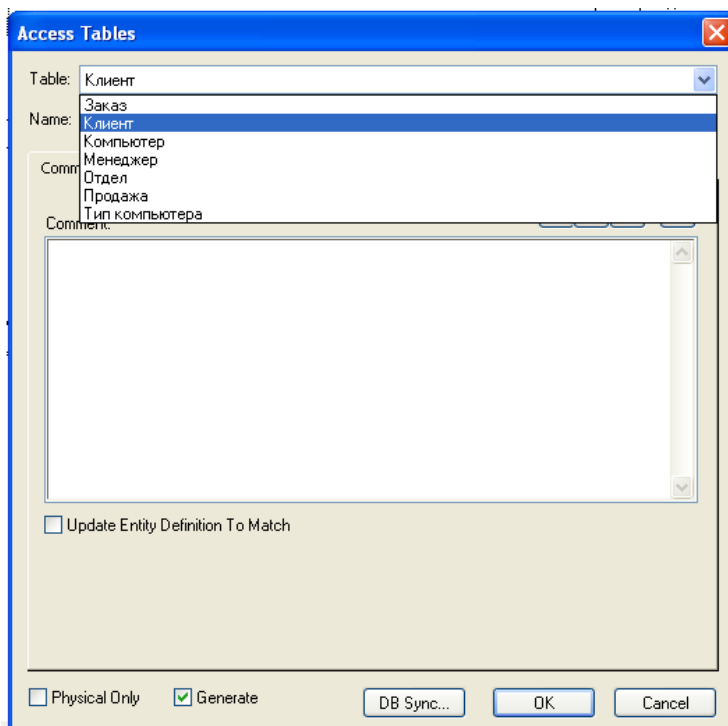 Access Tables
Table: Клиент
Заказ
Name: Клиент
Компьютер
Менеджер
Отдел
Продажа
Тип компьютера
Comment:
Update Entity Definition To Match
Physical Only Generate DB Sync... OK Cancel